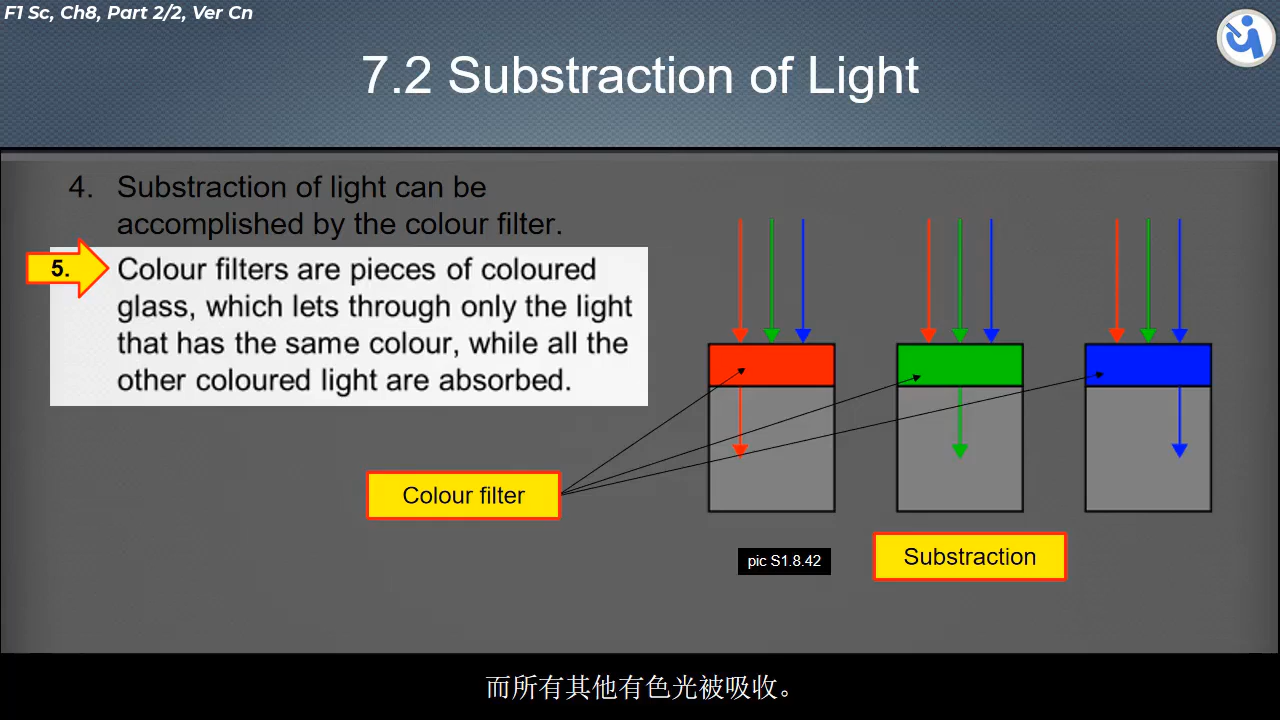 F1 Sc, Ch8, Part 2/2, Ver Cn
7.2 Substraction of Light
4. Substraction of light can be
accomplished by the colour filter.
5. Colour filters are pieces of coloured
glass, which lets through only the light
that has the same colour, while all the
other coloured light are absorbed.
Colour filter
pic S1.8.42
Substraction
而所有其他有色光被吸收。